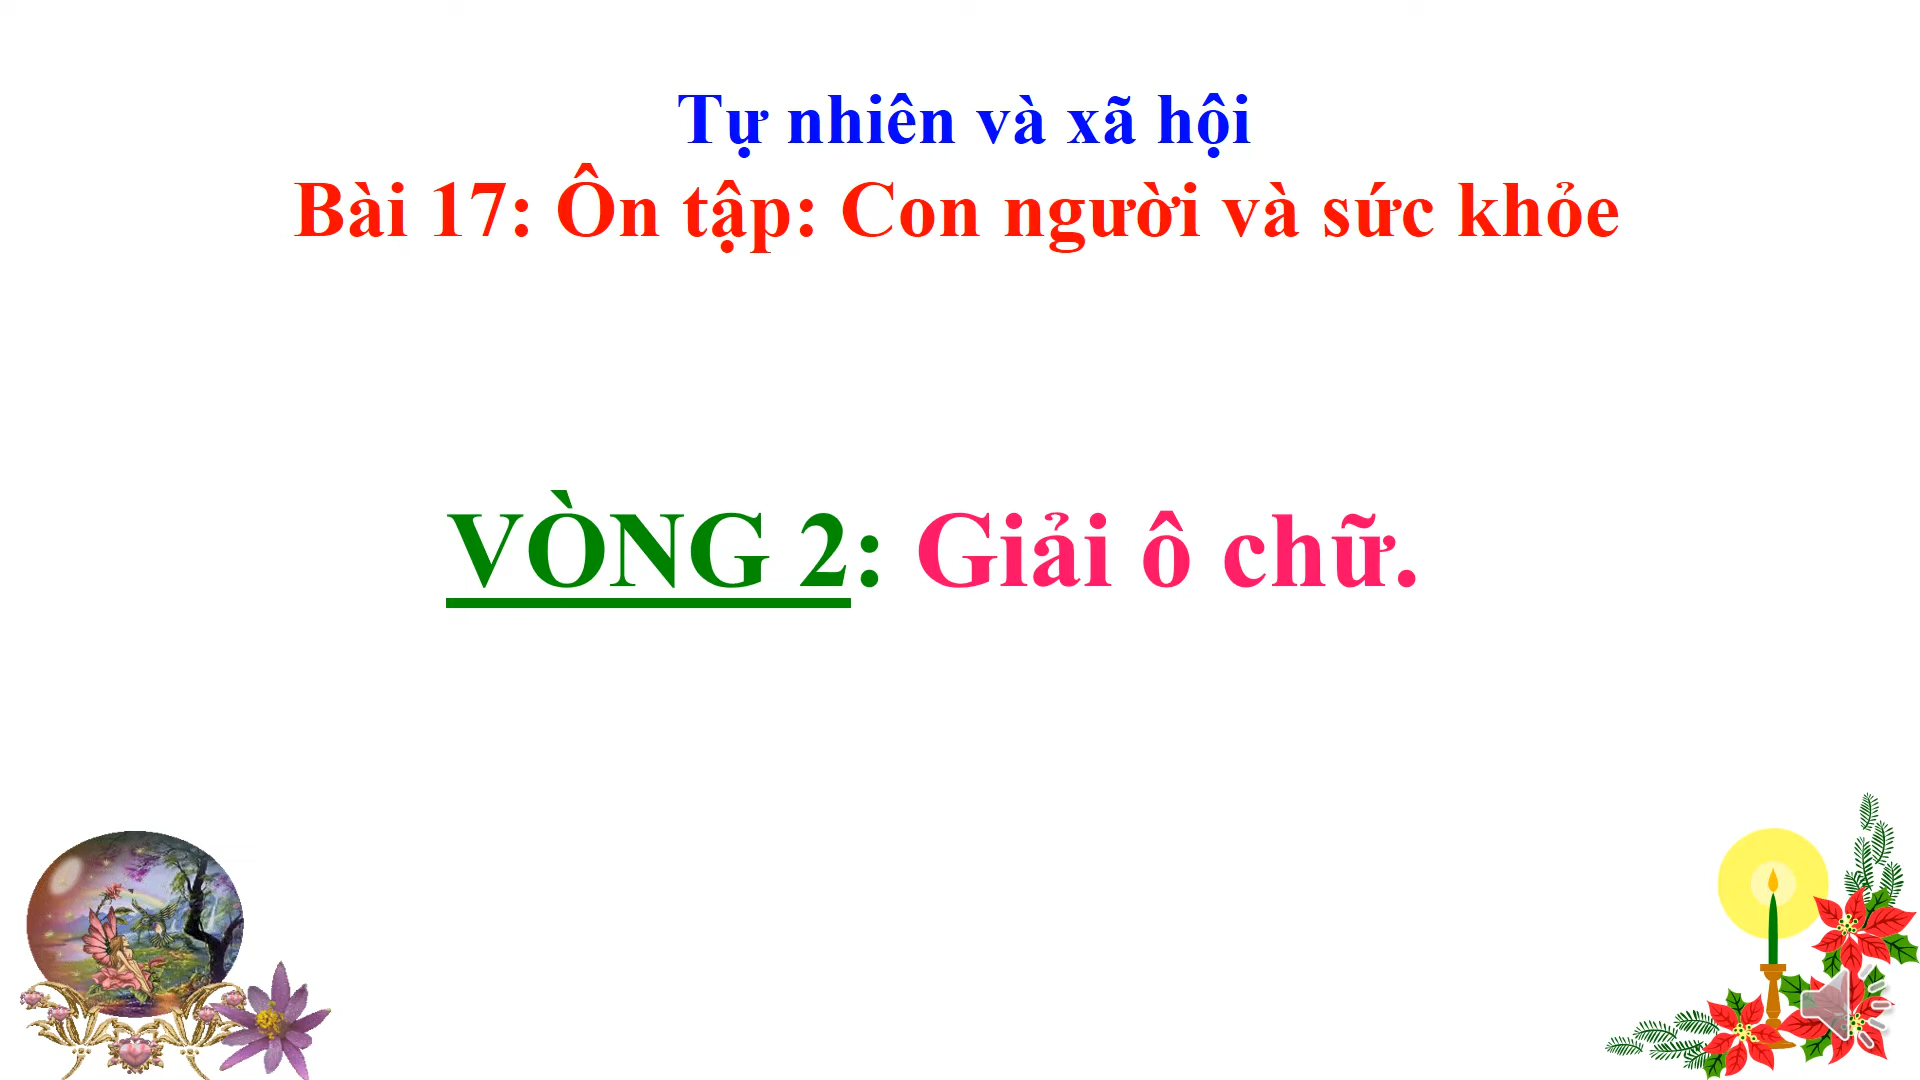 Tự nhiên và xã hội
Bài 17: Ôn tập: Con người và sức khỏe
VÒNG 2: Giải ô chữ.